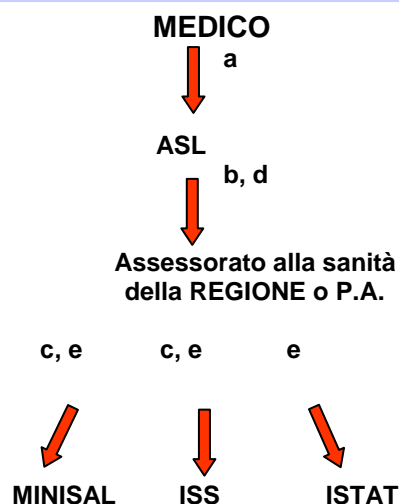 MEDICO
a
ASL
b, d
Assessorato alla sanità
della REGIONE o P.A.
c, e c, e e
MINISAL ISS ISTAT